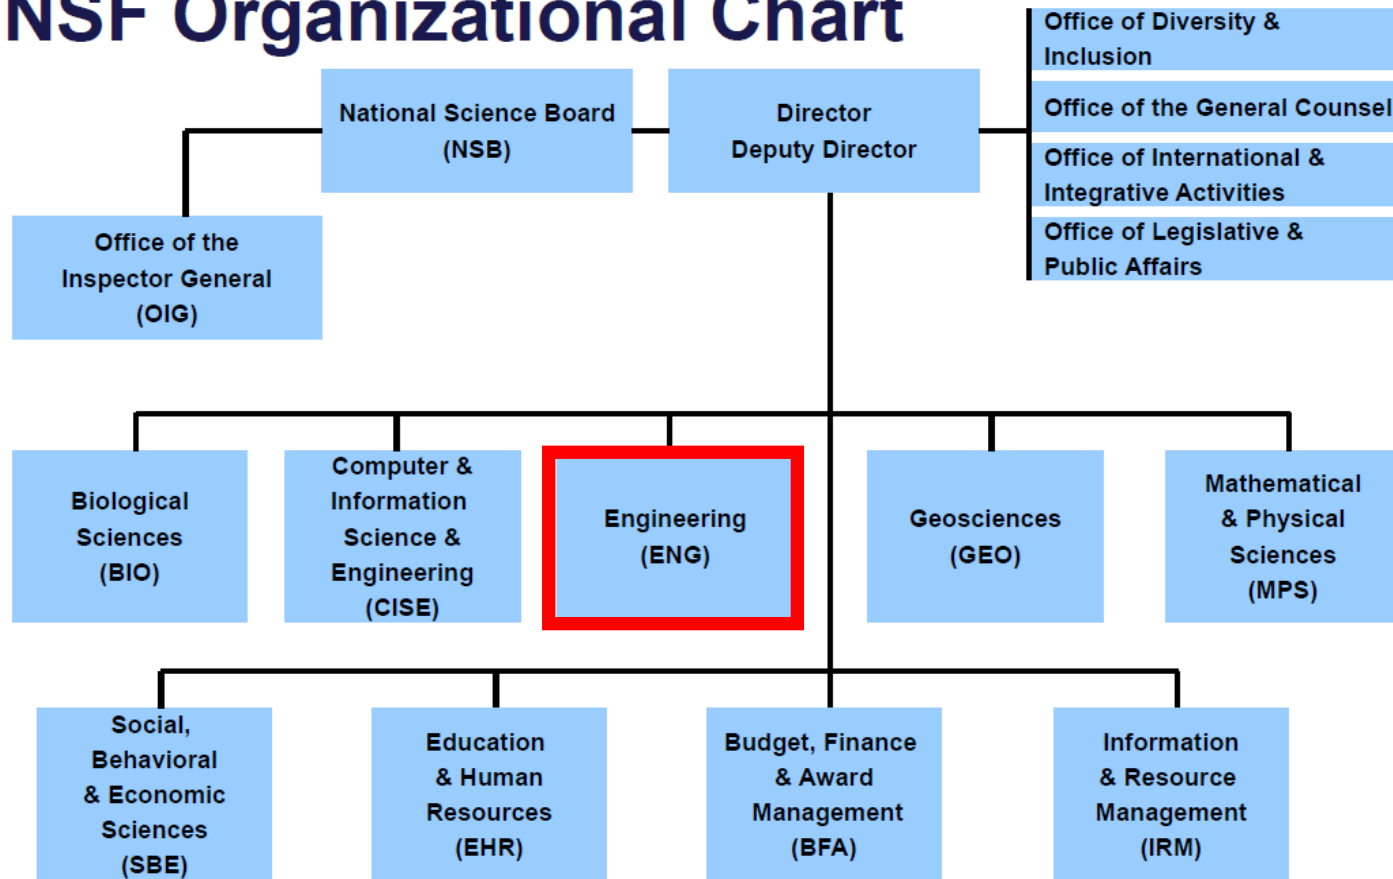 NSF Organizational Chart
Office of Diversity &
Inclusion
National Science Board
(NSB)
Director
Deputy Director
Office of the General Counsel
Office of International &
Integrative Activities
Office of Legislative &
Public Affairs
Office of the
Inspector General
(OIG)
Biological
Sciences
(BIO)
Computer &
Information
Science &
Engineering
(CISE)
Engineering
(ENG)
Geosciences
(GEO)
Mathematical
& Physical
Sciences
(MPS)
Social,
Behavioral
& Economic
Sciences
(SBE)
Education
& Human
Resources
(EHR)
Budget, Finance
& Award
Management
(BFA)
Information
& Resource
Management
(IRM)